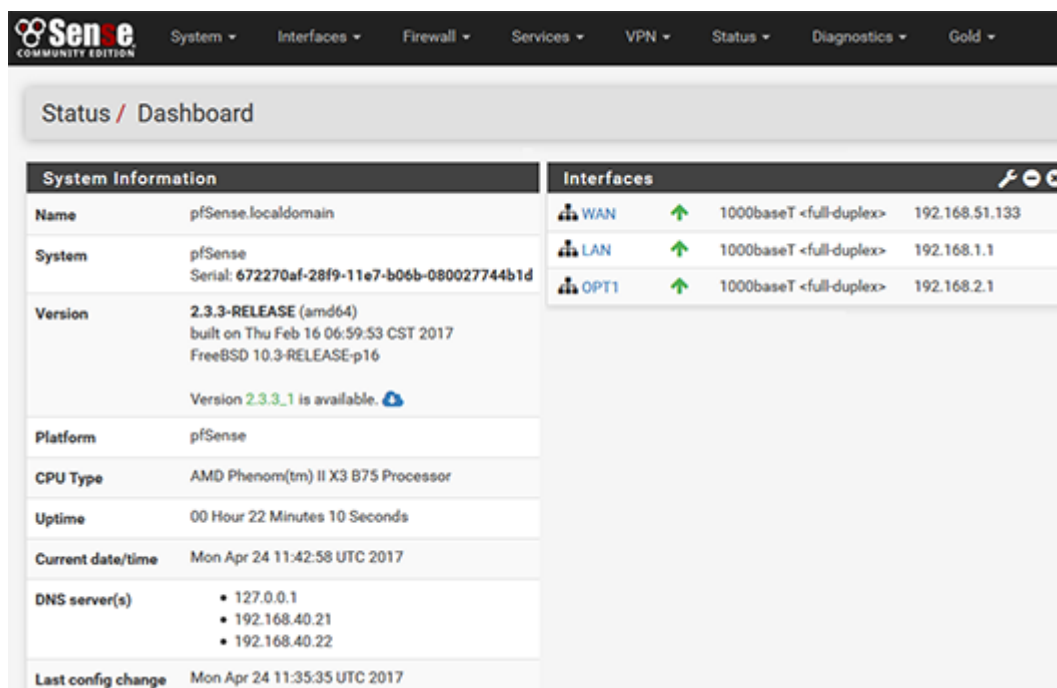 Sense
COMMUNITY EDITION
System
Interfaces
Firewall
Services
VPN
Status
Diagnostics
Gold
Status / Dashboard
System Information
Name pfSense.localdomain
System pfSense
Serial: 672270af-28f9-11e7-b06b-080027744b1d
Version 2.3.3-RELEASE (amd64)
built on Thu Feb 16 06:59:53 CST 2017
FreeBSD 10.3-RELEASE-p16
Version 2.3.3_1 is available.
Platform pfSense
CPU Type AMD Phenom(tm) II X3 B75 Processor
Uptime 00 Hour 22 Minutes 10 Seconds
Current date/time Mon Apr 24 11:42:58 UTC 2017
DNS server(s) • 127.0.0.1
• 192.168.40.21
• 192.168.40.22
Last config change Mon Apr 24 11:35:35 UTC 2017
Interfaces
WAN 1000baseT <full-duplex> 192.168.51.133
LAN 1000baseT <full-duplex> 192.168.1.1
OPT1 1000baseT <full-duplex> 192.168.2.1